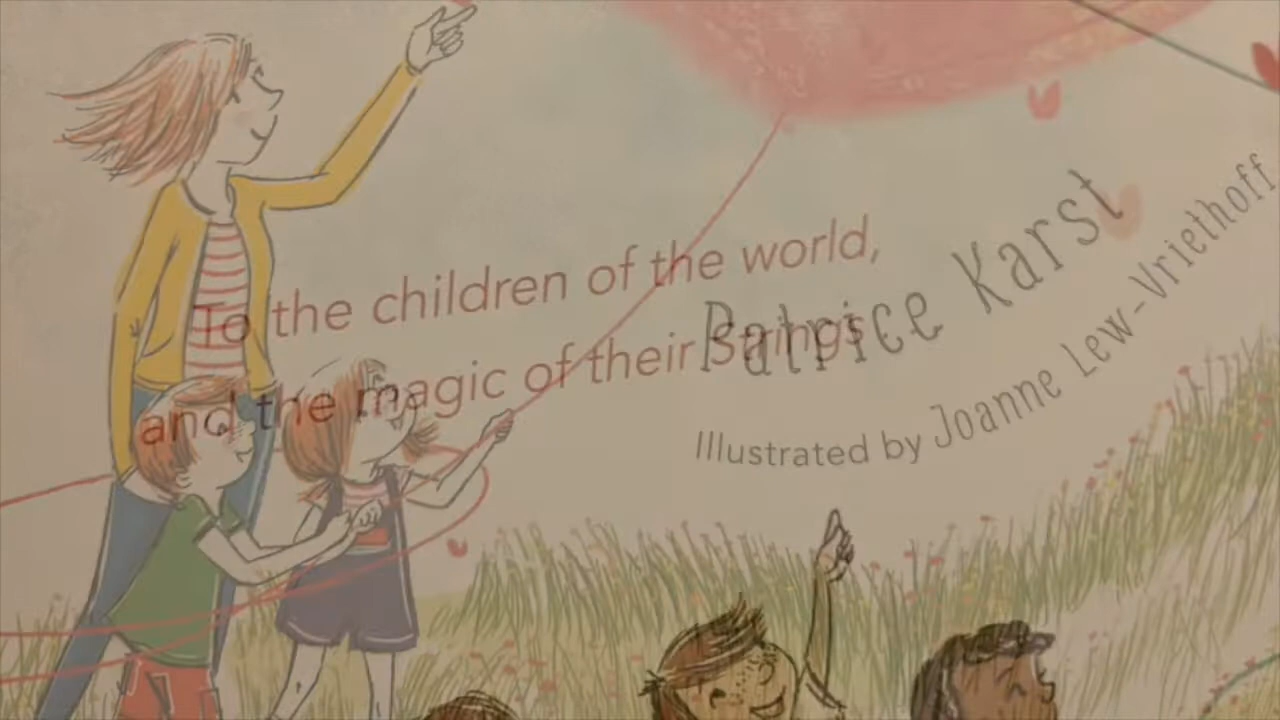 To the children of the world,
and the magic of their Strings
Patrice Karst
Illustrated by Joanne Lew-Vriethoff